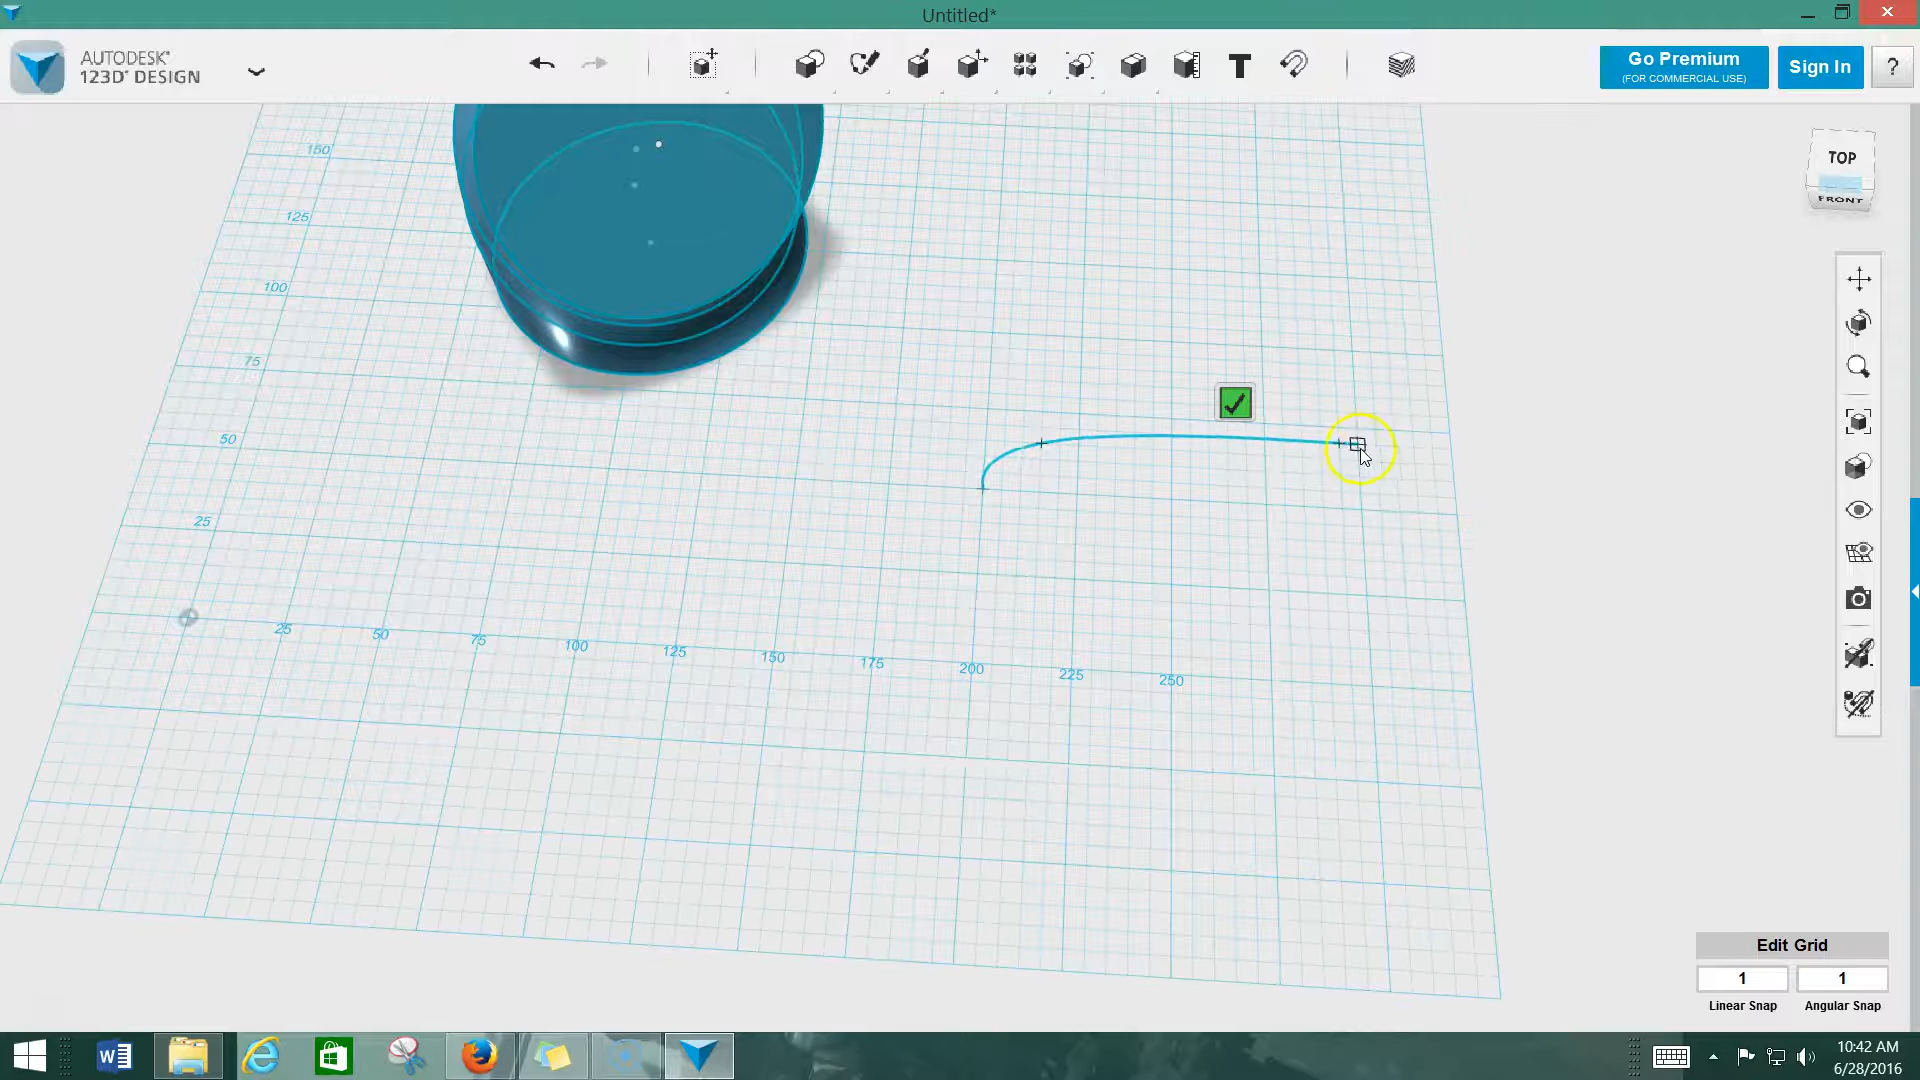 Untitled*
AUTODESK®
123D® DESIGN
Go Premium
(FOR COMMERCIAL USE)
Sign In
?
TOP
FRONT
150
125
100
75
50
25
25
50
75
100
125
150
175
200
225
250
Edit Grid
1
1
Linear Snap
Angular Snap
10:42 AM
6/28/2016